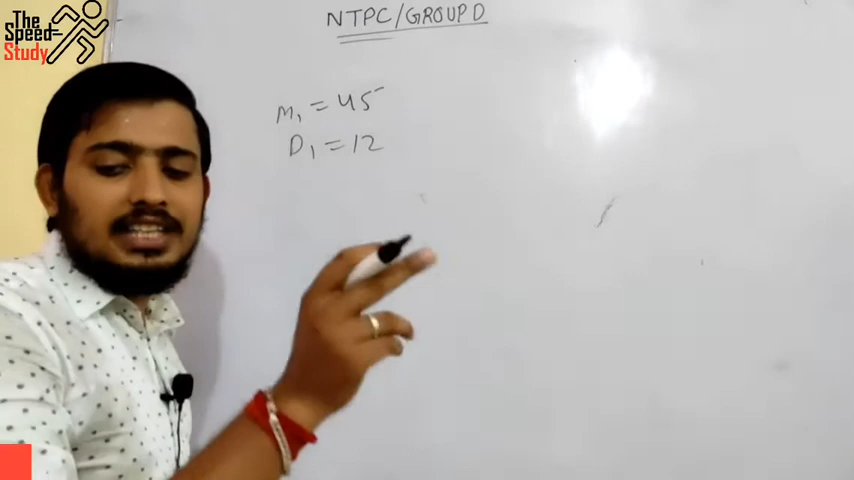 The
Speed
Study
NTPC/GROUP D
M1 = 45
D1 = 12